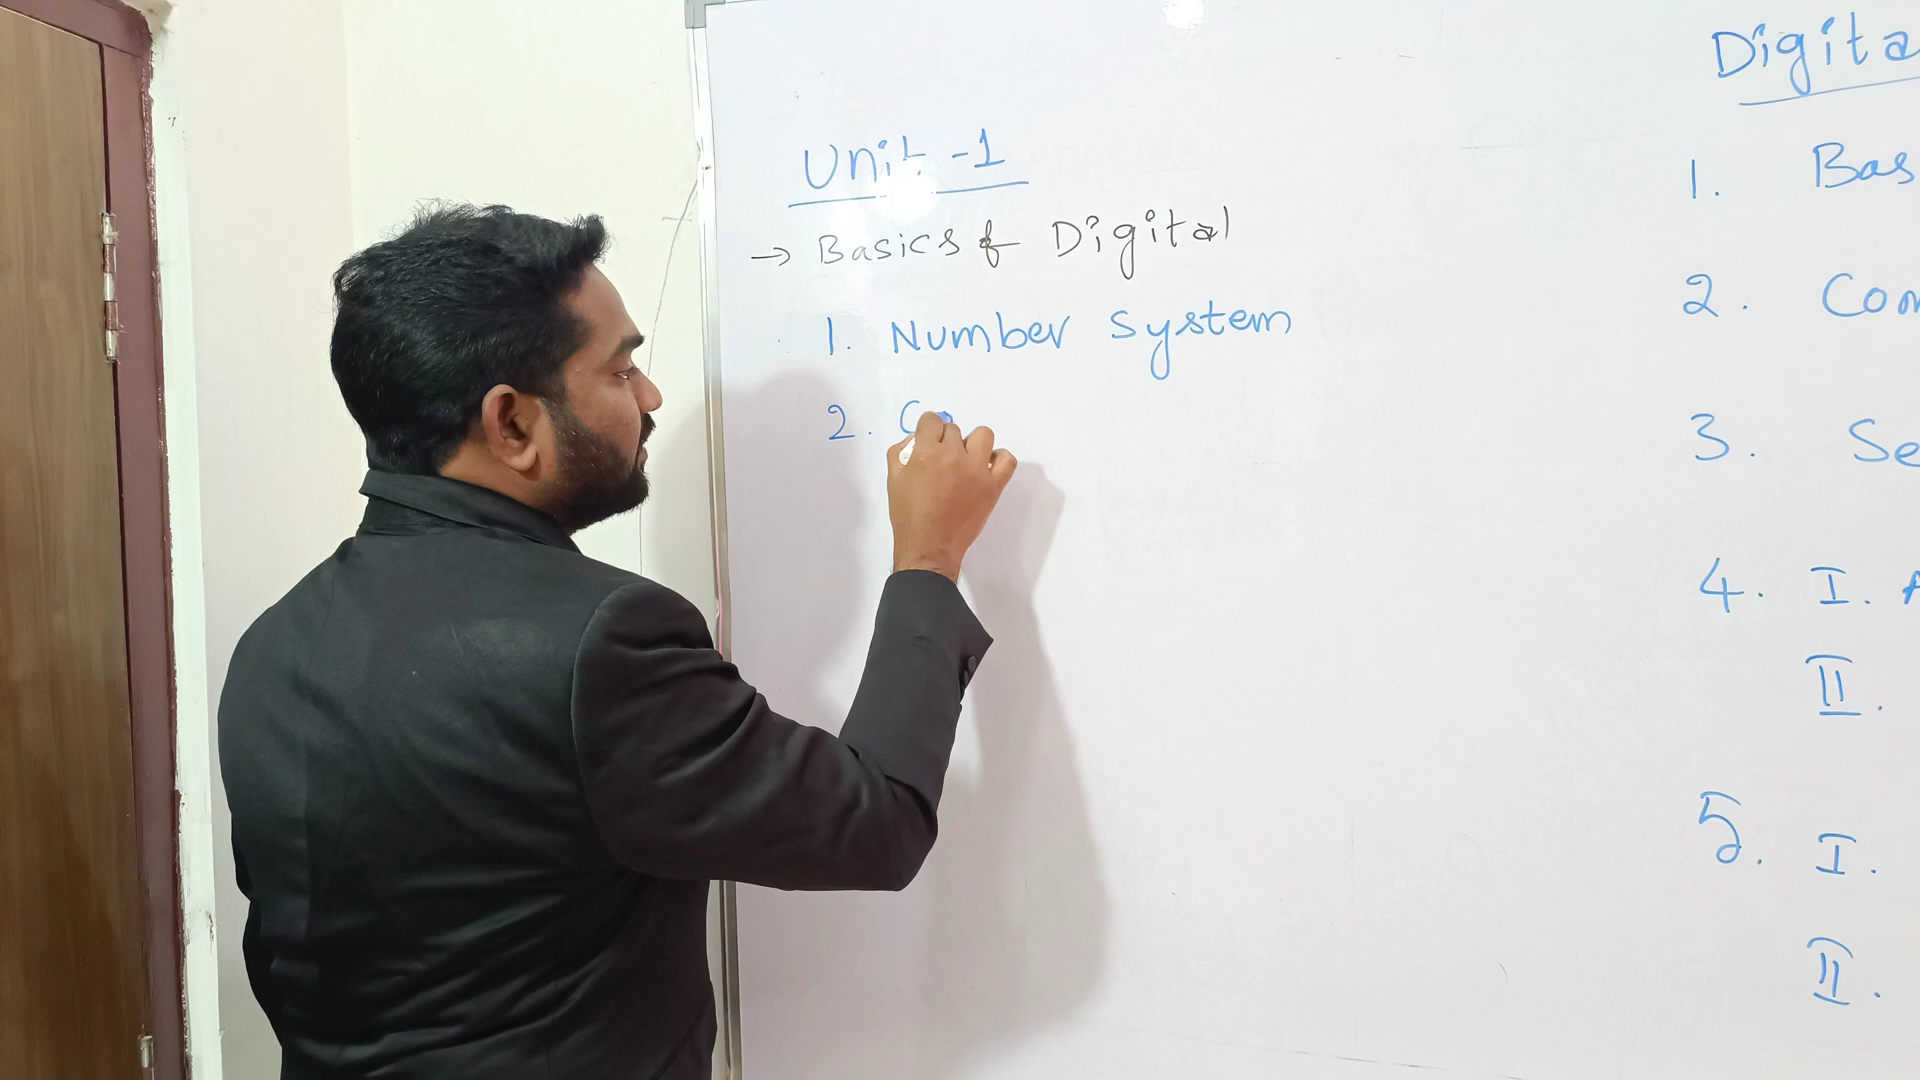 Unit -1
→ Basics of Digital
1. Number System
2. C
Digita
1. Bas
2. Com
3. Se
4. I. A
II.
5. I.
II.